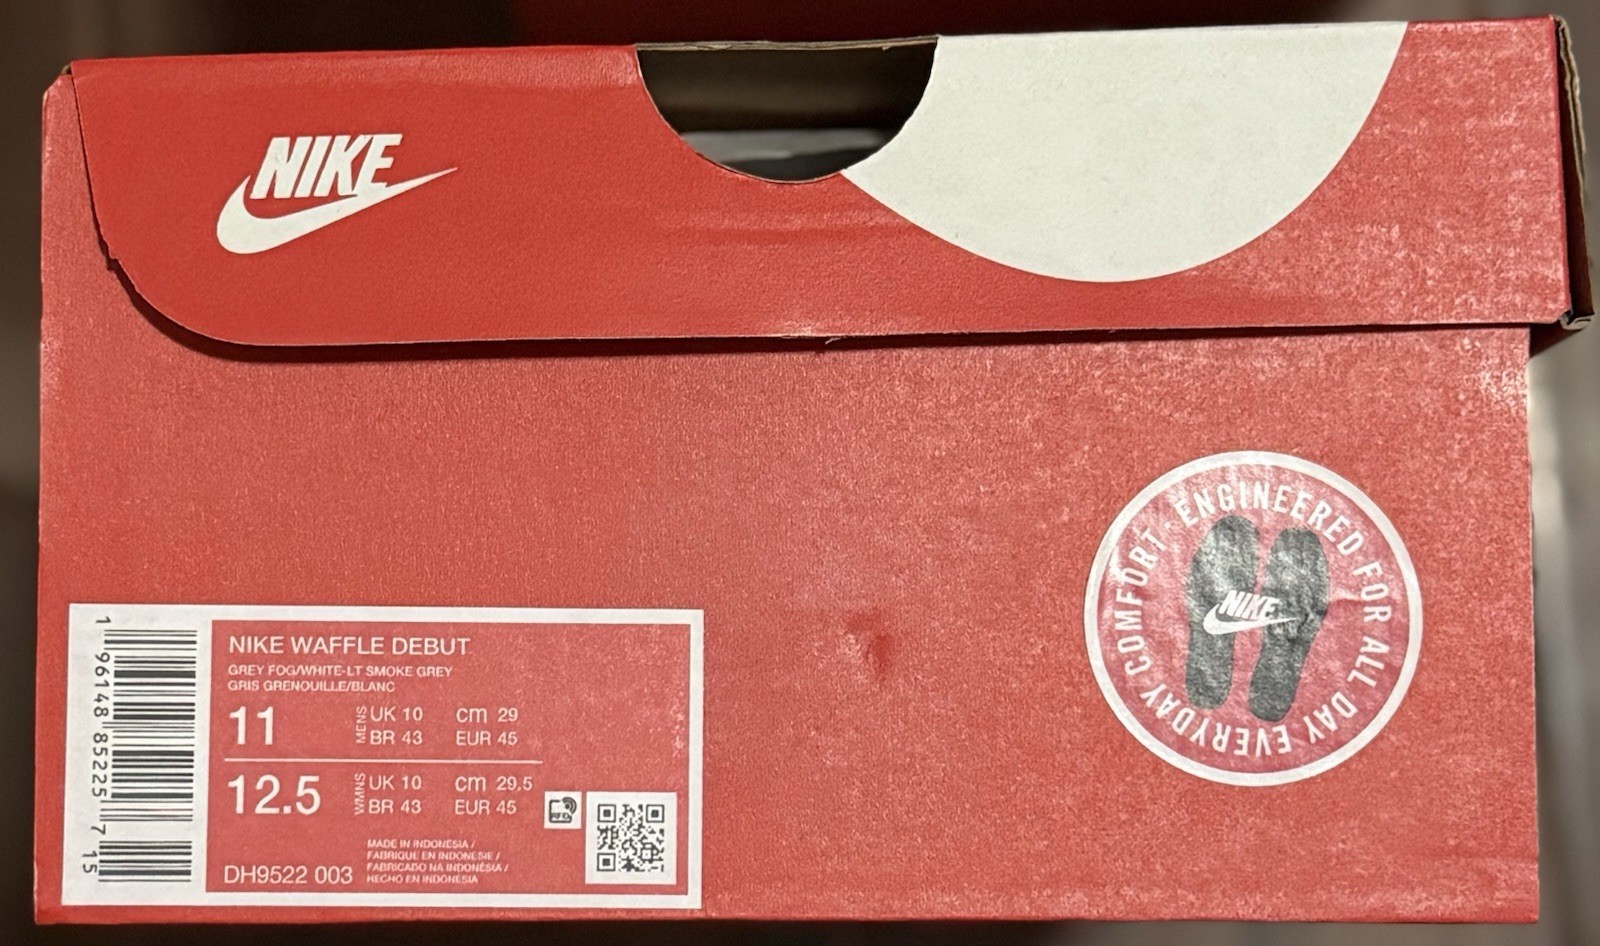 NIKE
ENGINEERED FOR ALL DAY EVERYDAY COMFORT ·
NIKE
1 96148 85225 7 15
NIKE WAFFLE DEBUT
GREY FOG/WHITE-LT SMOKE GREY
GRIS GRENOUILLE/BLANC
11 MENS UK 10 cm 29
BR 43 EUR 45
12.5 WMNS UK 10 cm 29.5
BR 43 EUR 45
RFID
MADE IN INDONESIA /
FABRIQUE EN INDONESIE /
FABRICADO NA INDONÉSIA /
HECHO EN INDONESIA
DH9522 003